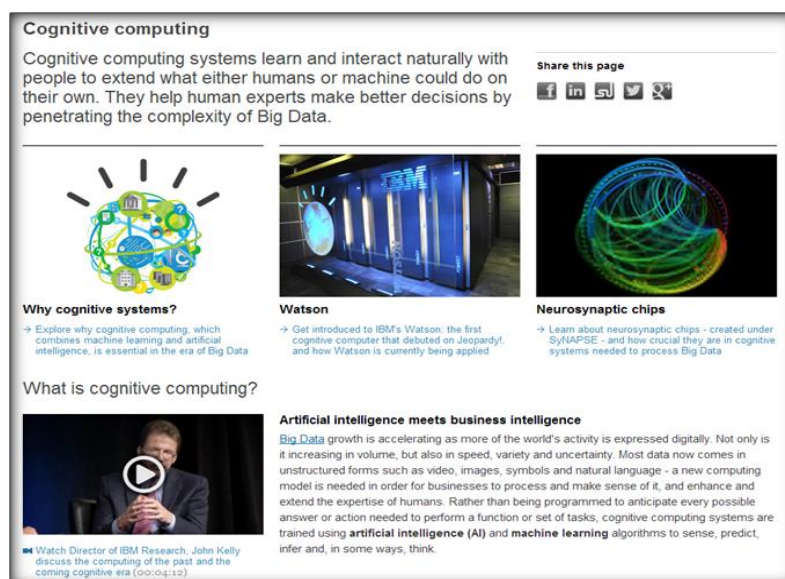 Cognitive computing
Cognitive computing systems learn and interact naturally with
people to extend what either humans or machine could do on
their own. They help human experts make better decisions by
penetrating the complexity of Big Data.
Share this page
IBM
WATSON
Why cognitive systems?
→ Explore why cognitive computing, which
combines machine learning and artificial
intelligence, is essential in the era of Big Data
Watson
→ Get introduced to IBM's Watson: the first
cognitive computer that debuted on Jeopardy!,
and how Watson is currently being applied
Neurosynaptic chips
→ Learn about neurosynaptic chips - created under
SyNAPSE - and how crucial they are in cognitive
systems needed to process Big Data
What is cognitive computing?
Artificial intelligence meets business intelligence
Big Data growth is accelerating as more of the world's activity is expressed digitally. Not only is
it increasing in volume, but also in speed, variety and uncertainty. Most data now comes in
unstructured forms such as video, images, symbols and natural language - a new computing
model is needed in order for businesses to process and make sense of it, and enhance and
extend the expertise of humans. Rather than being programmed to anticipate every possible
answer or action needed to perform a function or set of tasks, cognitive computing systems are
trained using artificial intelligence (AI) and machine learning algorithms to sense, predict,
infer and, in some ways, think.
Watch Director of IBM Research, John Kelly
discuss the computing of the past and the
coming cognitive era (00:04:12)